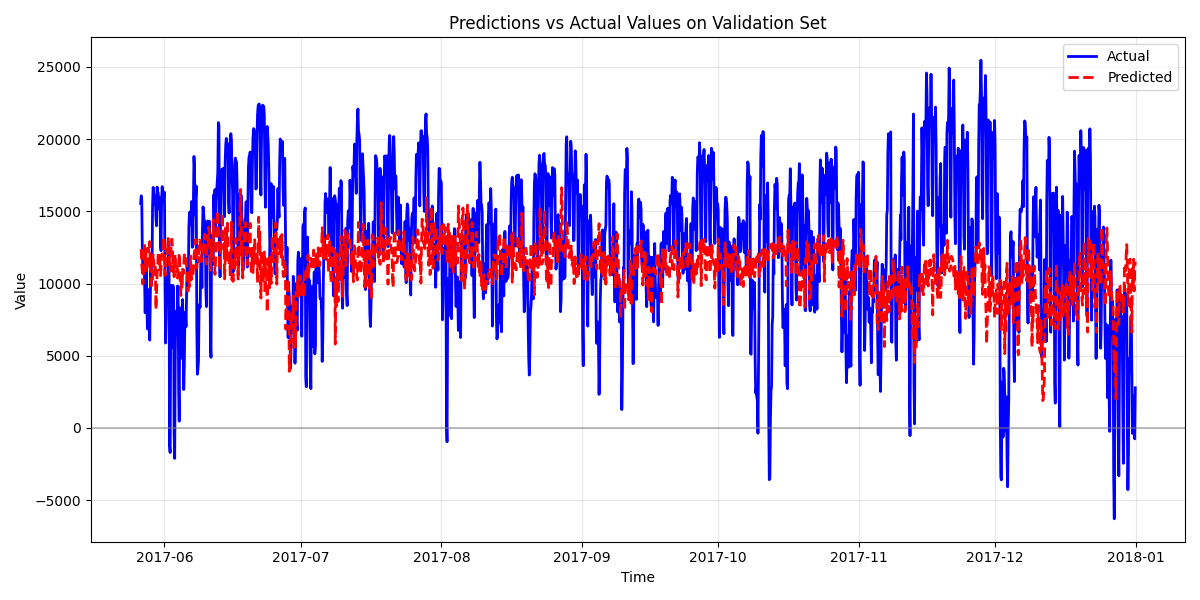 Predictions vs Actual Values on Validation Set
Actual
Predicted
25000
20000
15000
10000
5000
0
−5000
Value
2017-06 2017-07 2017-08 2017-09 2017-10 2017-11 2017-12 2018-01
Time